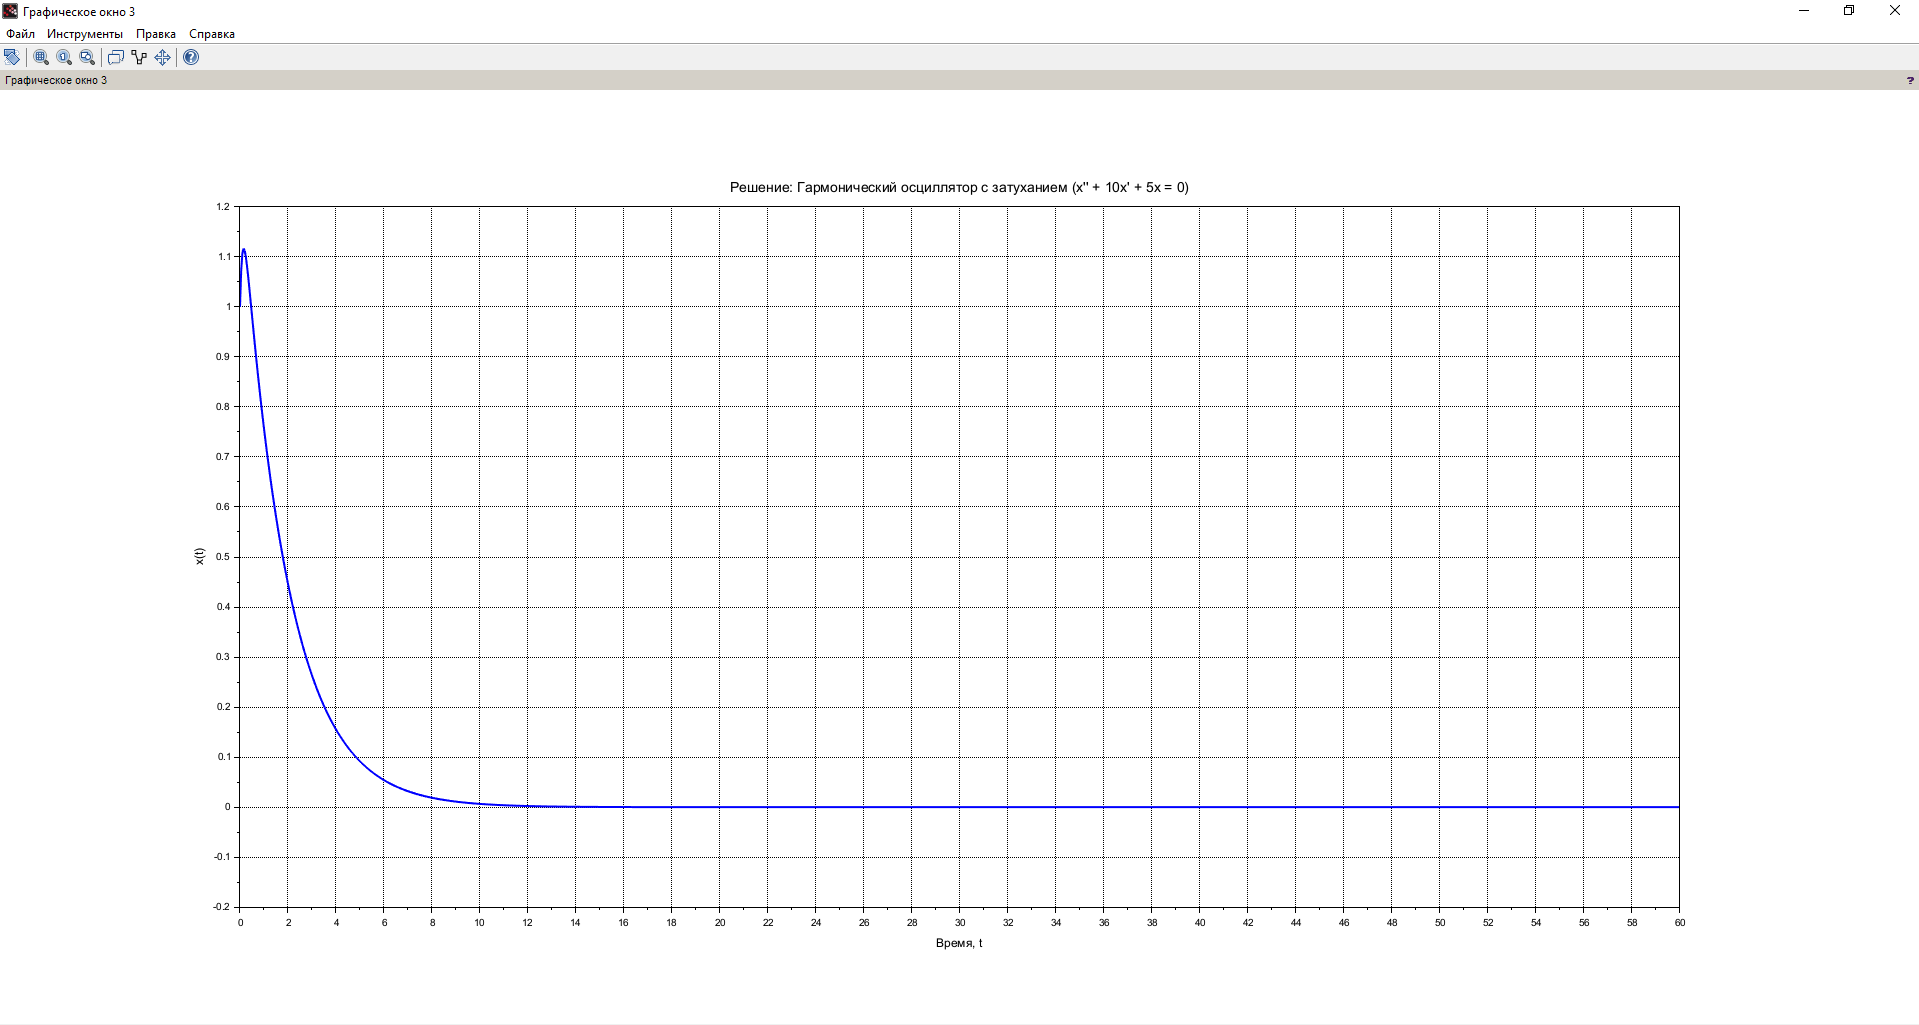 Графическое окно 3
Файл Инструменты Правка Справка
Графическое окно 3 ?
Решение: Гармонический осциллятор с затуханием (x'' + 10x' + 5x = 0)
1.2
1.1
1
0.9
0.8
0.7
0.6
0.5
0.4
0.3
0.2
0.1
0
-0.1
-0.2
x(t)
0 2 4 6 8 10 12 14 16 18 20 22 24 26 28 30 32 34 36 38 40 42 44 46 48 50 52 54 56 58 60
Время, t